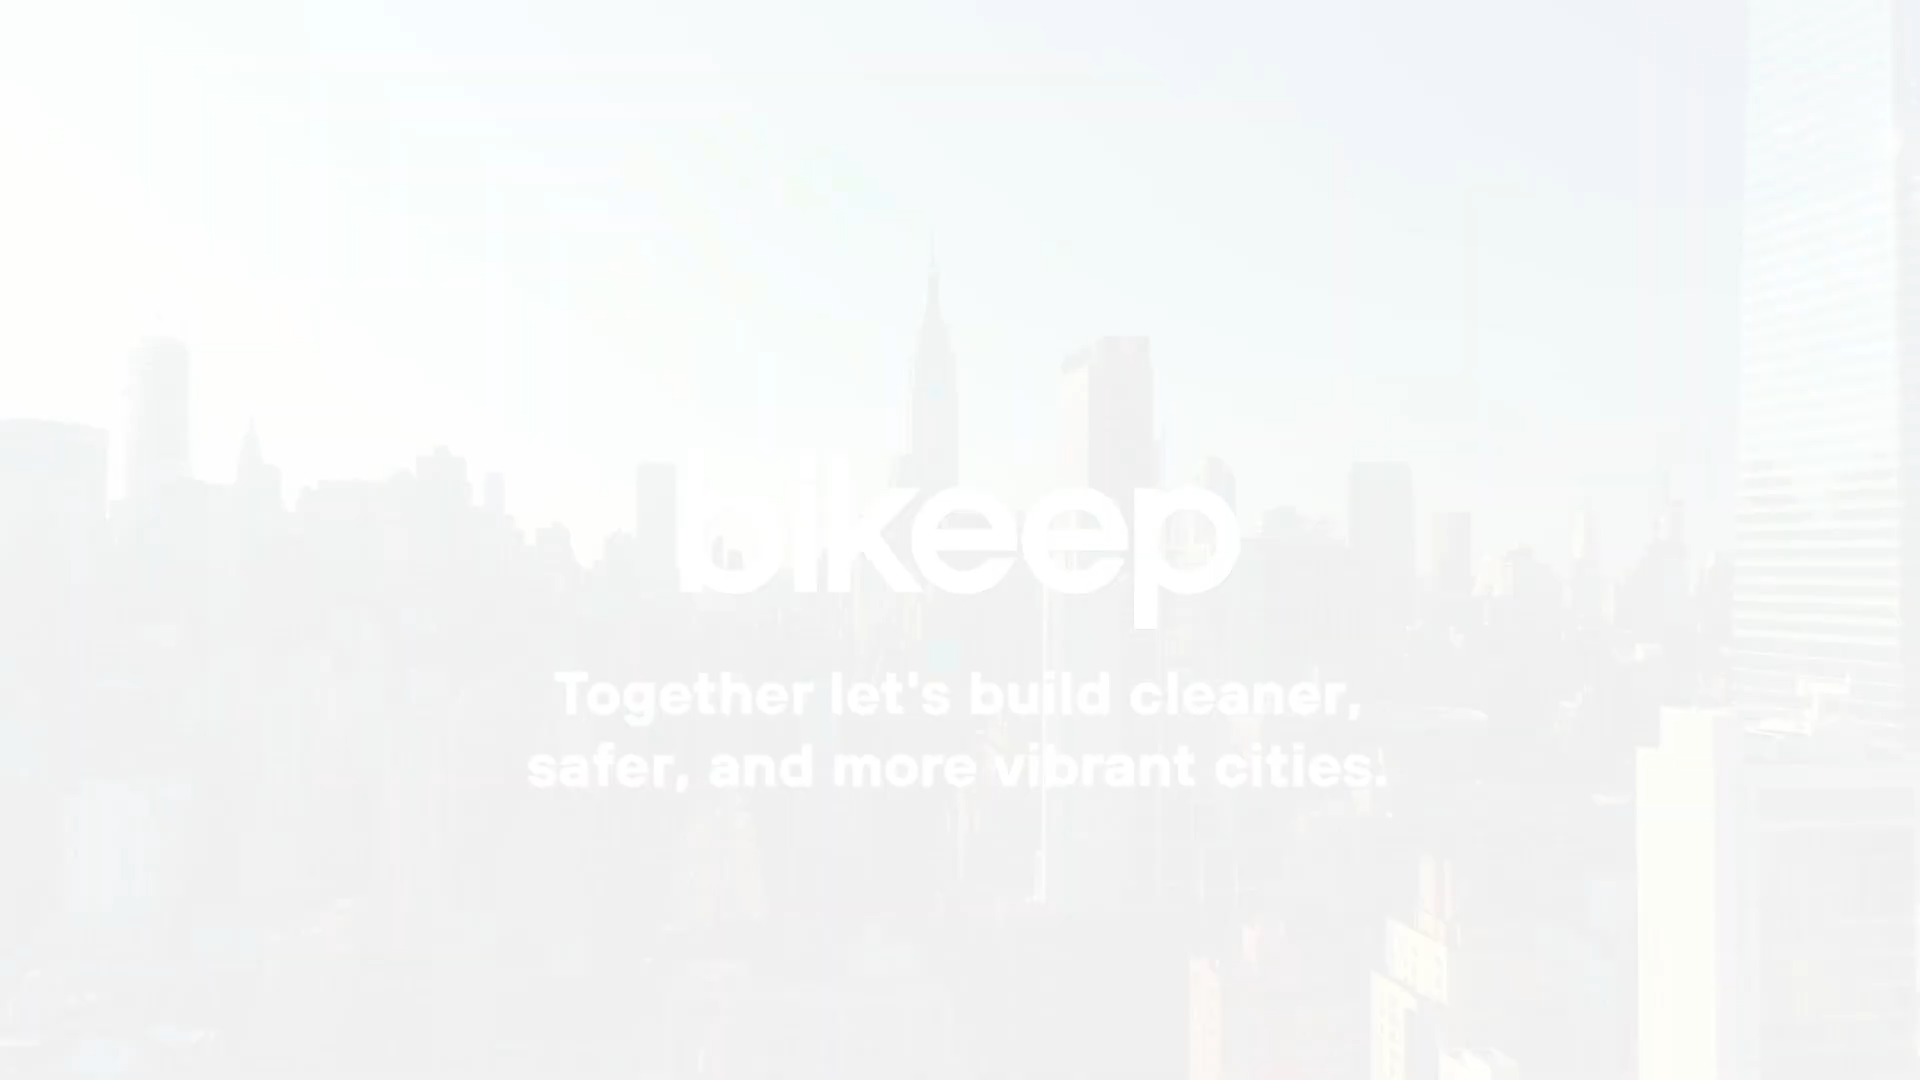 bikeep
Together let's build cleaner,
safer, and more vibrant cities.